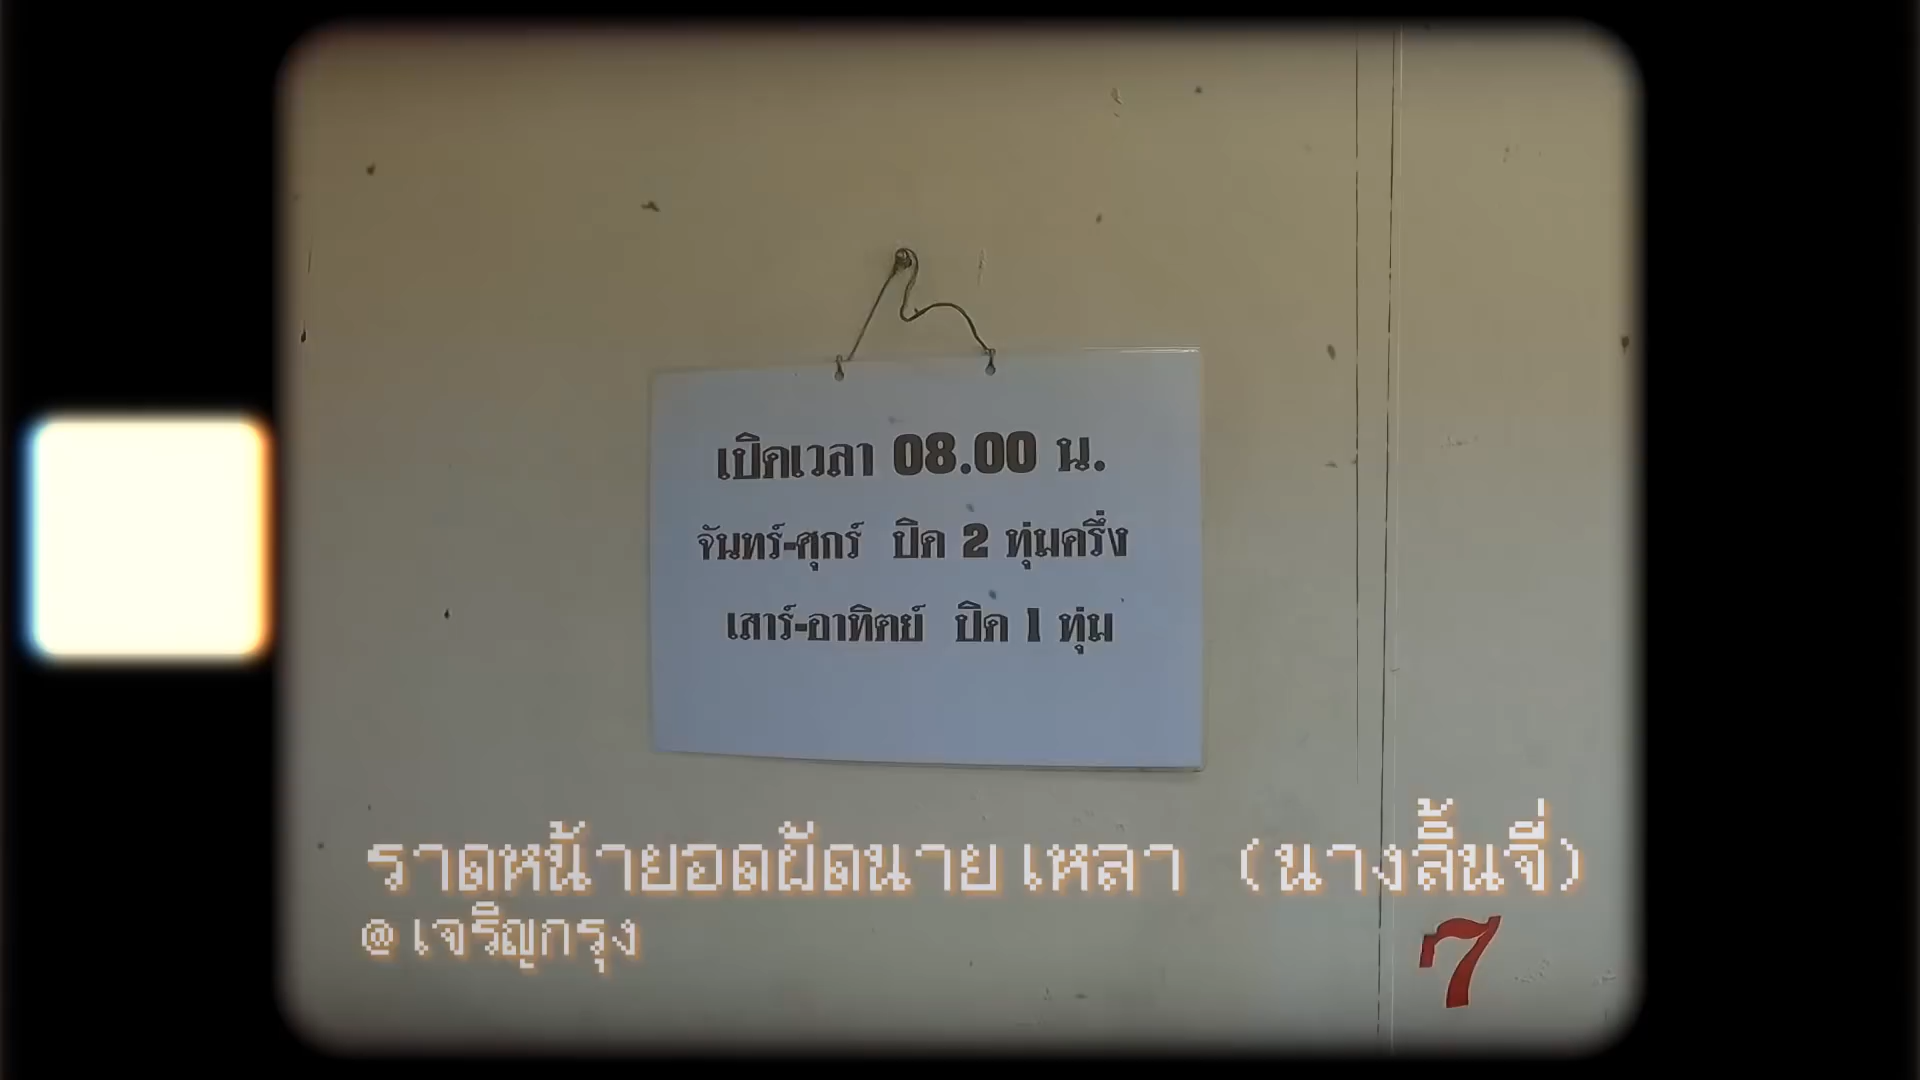 เปิดเวลา 08.00 น.
จันทร์-ศุกร์ ปิด 2 ทุ่มครึ่ง
เสาร์-อาทิตย์ ปิด 1 ทุ่ม
ราดหน้ายอดผัดนายเหลา (นางลิ้นจี่)
@เจริญกรุง
7